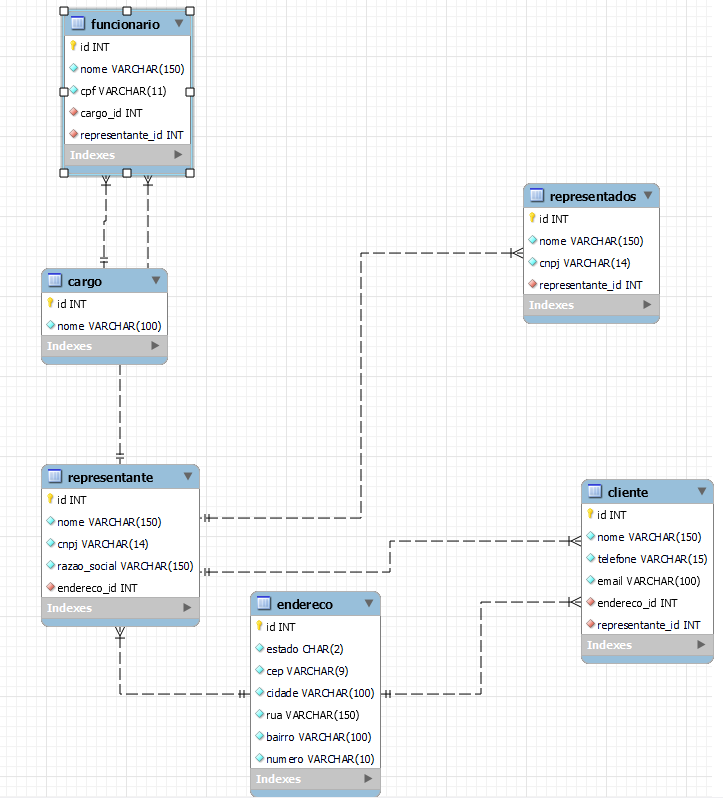 funcionario
id INT
nome VARCHAR(150)
cpf VARCHAR(11)
cargo_id INT
representante_id INT
Indexes
representados
id INT
nome VARCHAR(150)
cnpj VARCHAR(14)
representante_id INT
Indexes
cargo
id INT
nome VARCHAR(100)
Indexes
representante
id INT
nome VARCHAR(150)
cnpj VARCHAR(14)
razao_social VARCHAR(150)
endereco_id INT
Indexes
cliente
id INT
nome VARCHAR(150)
telefone VARCHAR(15)
email VARCHAR(100)
endereco_id INT
representante_id INT
Indexes
endereco
id INT
estado CHAR(2)
cep VARCHAR(9)
cidade VARCHAR(100)
rua VARCHAR(150)
bairro VARCHAR(100)
numero VARCHAR(10)
Indexes